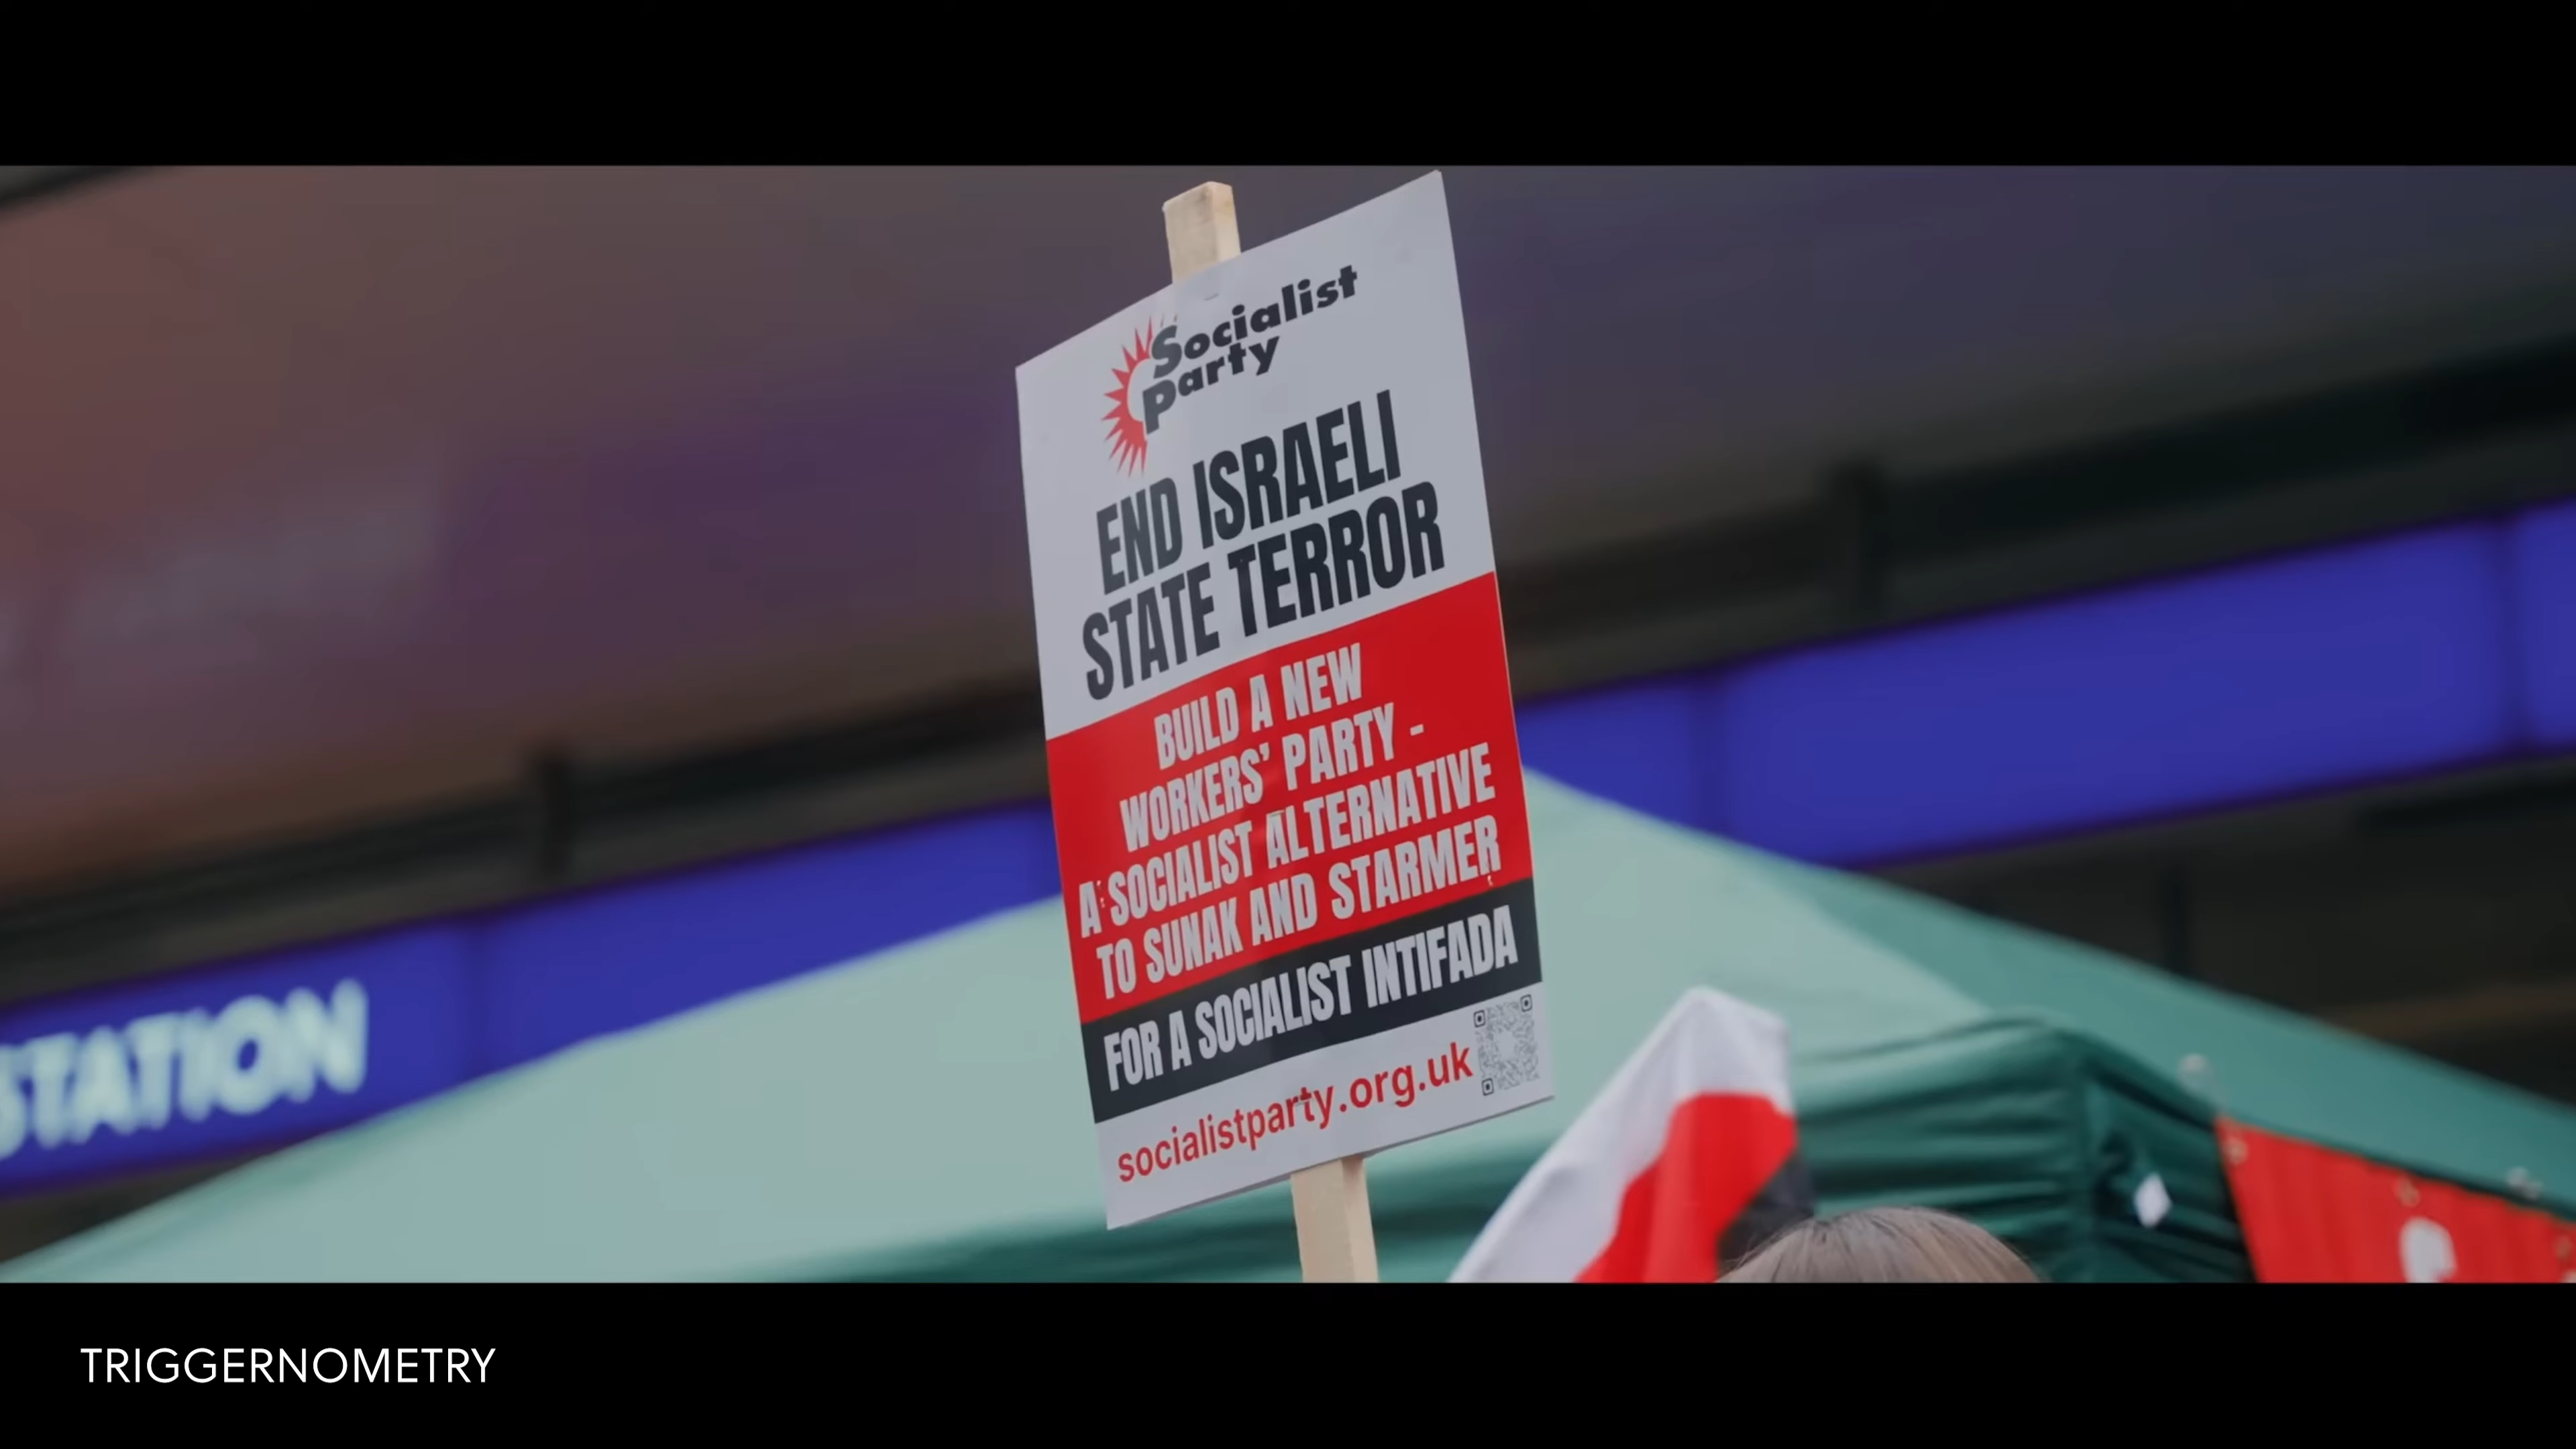 Socialist
Party
END ISRAELI
STATE TERROR
BUILD A NEW
WORKERS' PARTY -
A SOCIALIST ALTERNATIVE
TO SUNAK AND STARMER
FOR A SOCIALIST INTIFADA
socialistparty.org.uk
STATION
TRIGGERNOMETRY